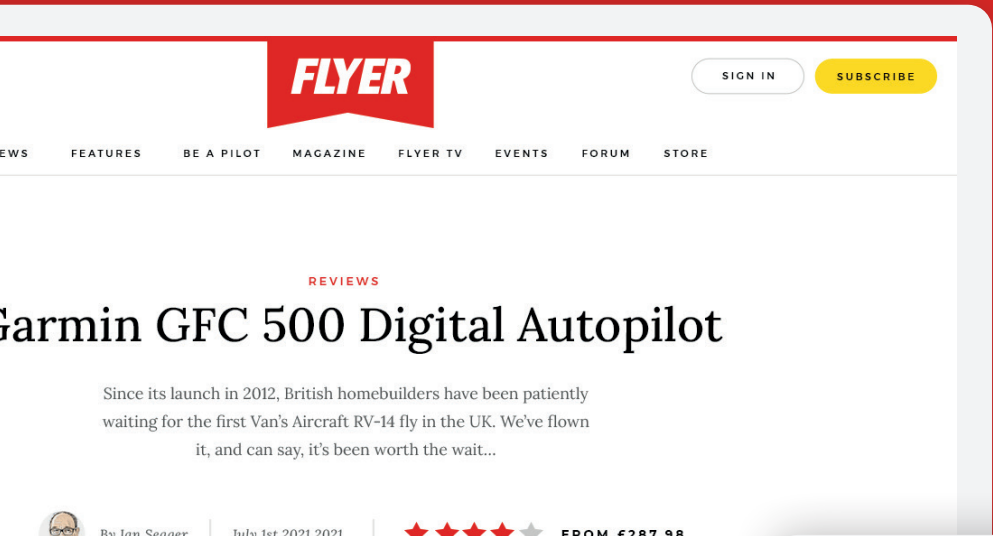 FLYER
SIGN IN
SUBSCRIBE
EWS FEATURES BE A PILOT MAGAZINE FLYER TV EVENTS FORUM STORE
REVIEWS
Garmin GFC 500 Digital Autopilot
Since its launch in 2012, British homebuilders have been patiently
waiting for the first Van's Aircraft RV-14 fly in the UK. We've flown
it, and can say, it's been worth the wait...
By Ian Seager July 1st 2021 2021 FROM £287.98